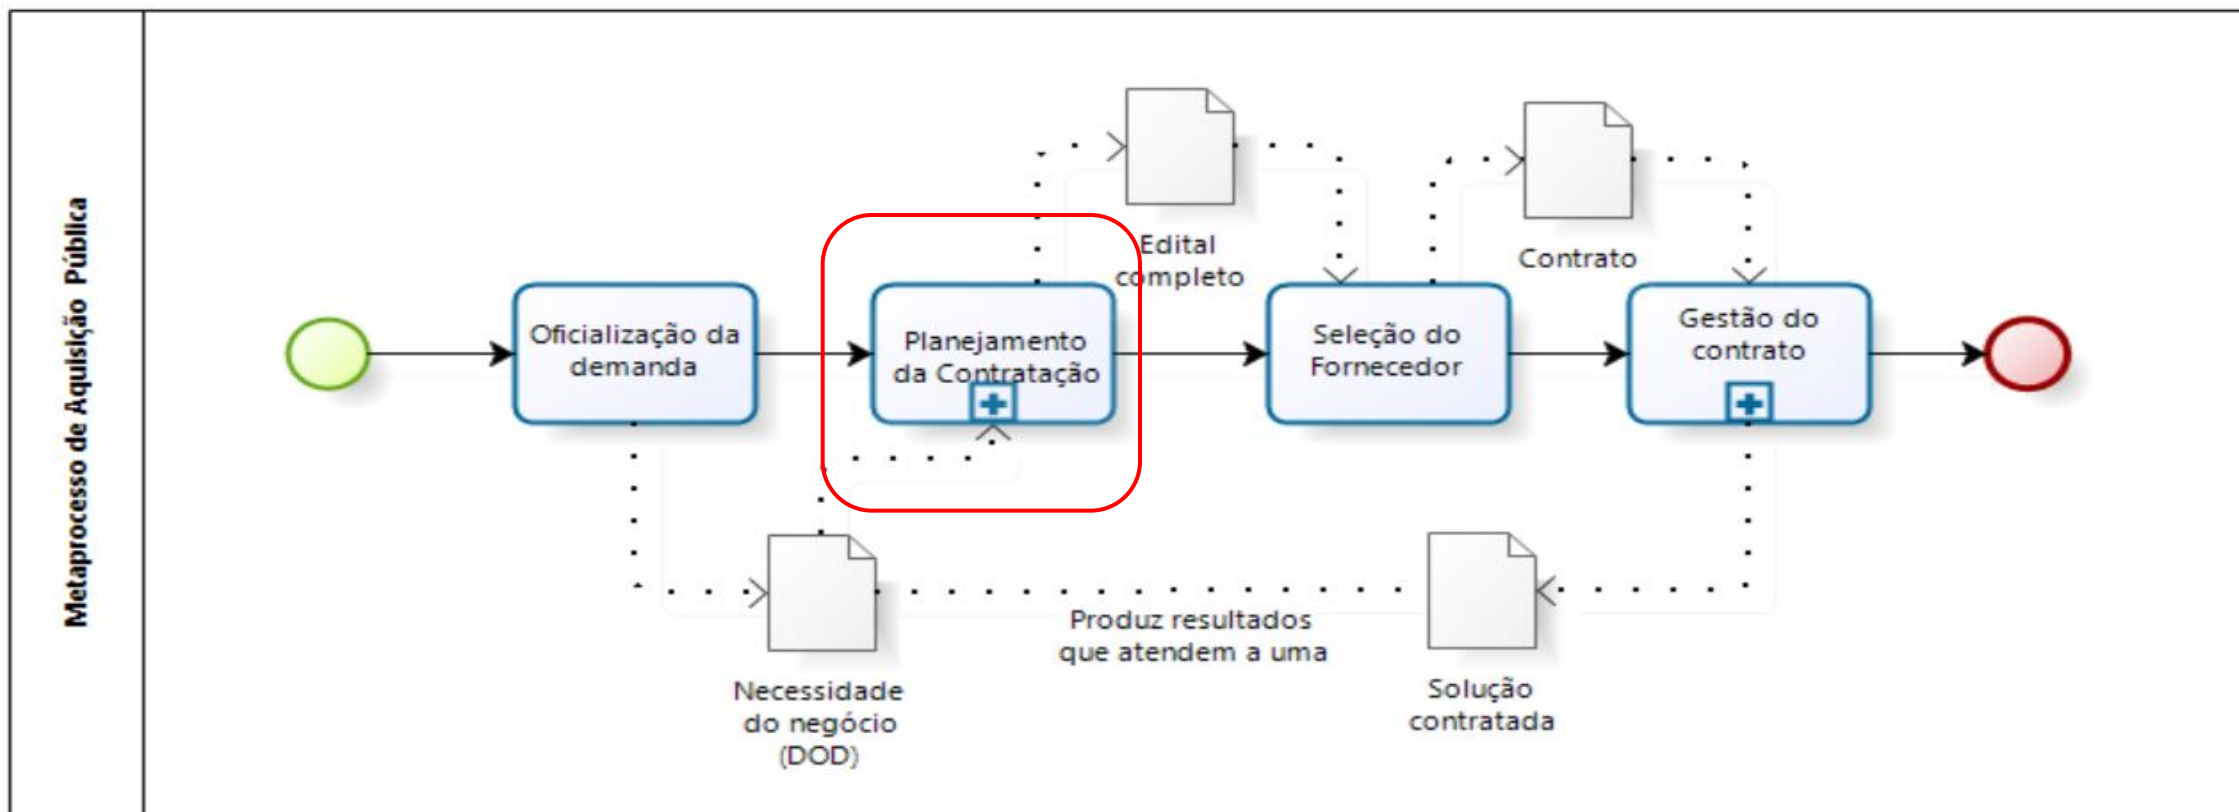 Metaprocesso de Aquisição Pública
Edital
completo
Contrato
Oficialização da
demanda
Planejamento
da Contratação
Seleção do
Fornecedor
Gestão do
contrato
Produz resultados
que atendem a uma
Necessidade
do negócio
(DOD)
Solução
contratada